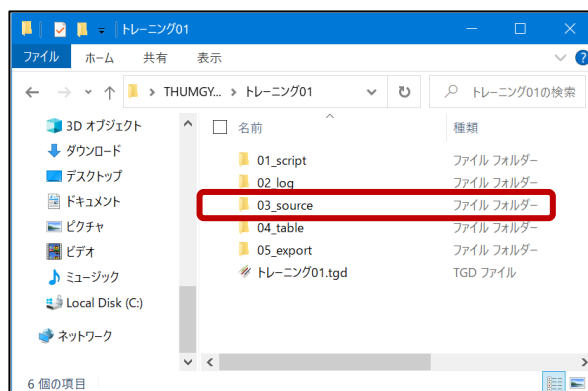 トレーニング01
ファイル ホーム 共有 表示
THUMGY... トレーニング01 トレーニング01の検索
3D オブジェクト
ダウンロード
デスクトップ
ドキュメント
ピクチャ
ビデオ
ミュージック
Local Disk (C:)
ネットワーク
名前 種類
01_script ファイル フォルダー
02_log ファイル フォルダー
03_source ファイル フォルダー
04_table ファイル フォルダー
05_export ファイル フォルダー
トレーニング01.tgd TGD ファイル
6 個の項目